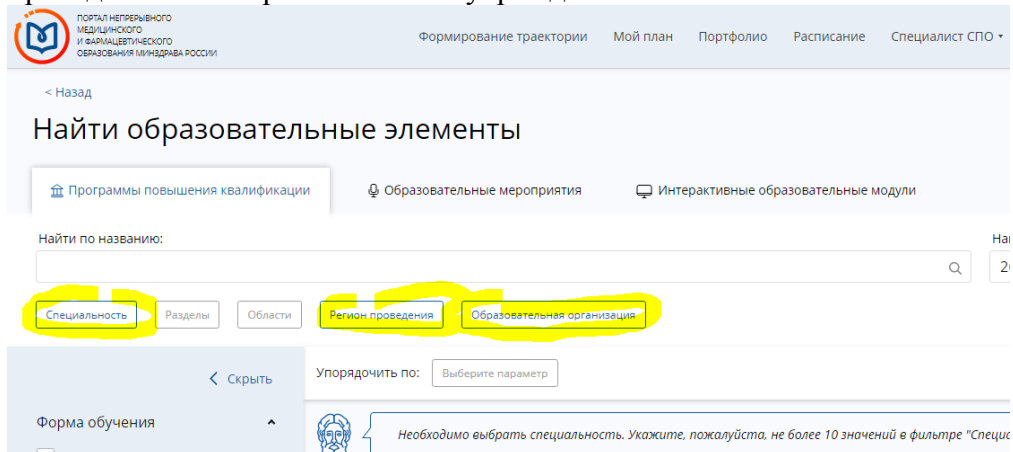 ПОРТАЛ НЕПРЕРЫВНОГО
МЕДИЦИНСКОГО
И ФАРМАЦЕВТИЧЕСКОГО
ОБРАЗОВАНИЯ МИНЗДРАВА РОССИИ
Формирование траектории Мой план Портфолио Расписание Специалист СПО
< Назад
Найти образовательные элементы
Программы повышения квалификации Образовательные мероприятия Интерактивные образовательные модули
Найти по названию:
Специальность Разделы Области Регион проведения Образовательная организация
Скрыть Упорядочить по: Выберите параметр
Форма обучения
Необходимо выбрать специальность. Укажите, пожалуйста, не более 10 значений в фильтре "Специа